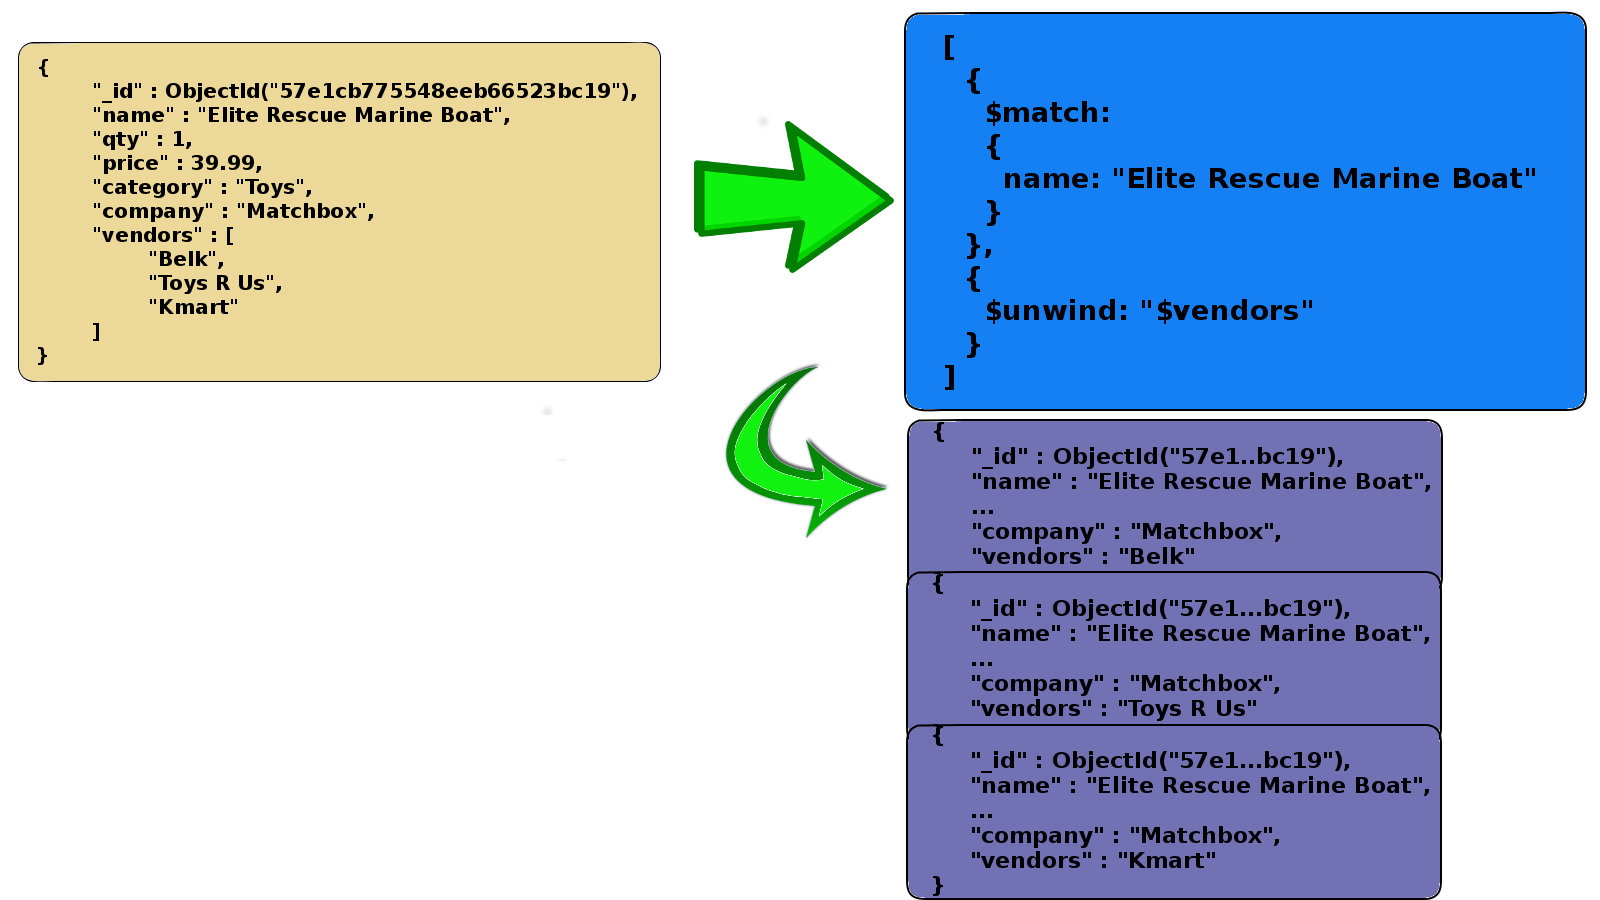 {
"_id" : ObjectId("57e1cb775548eeb66523bc19"),
"name" : "Elite Rescue Marine Boat",
"qty" : 1,
"price" : 39.99,
"category" : "Toys",
"company" : "Matchbox",
"vendors" : [
"Belk",
"Toys R Us",
"Kmart"
]
}
[
{
$match:
{
name: "Elite Rescue Marine Boat"
}
},
{
$unwind: "$vendors"
}
]
{
"_id" : ObjectId("57e1..bc19"),
"name" : "Elite Rescue Marine Boat",
...
"company" : "Matchbox",
"vendors" : "Belk"
{
"_id" : ObjectId("57e1...bc19"),
"name" : "Elite Rescue Marine Boat",
...
"company" : "Matchbox",
"vendors" : "Toys R Us"
{
"_id" : ObjectId("57e1...bc19"),
"name" : "Elite Rescue Marine Boat",
...
"company" : "Matchbox",
"vendors" : "Kmart"
}